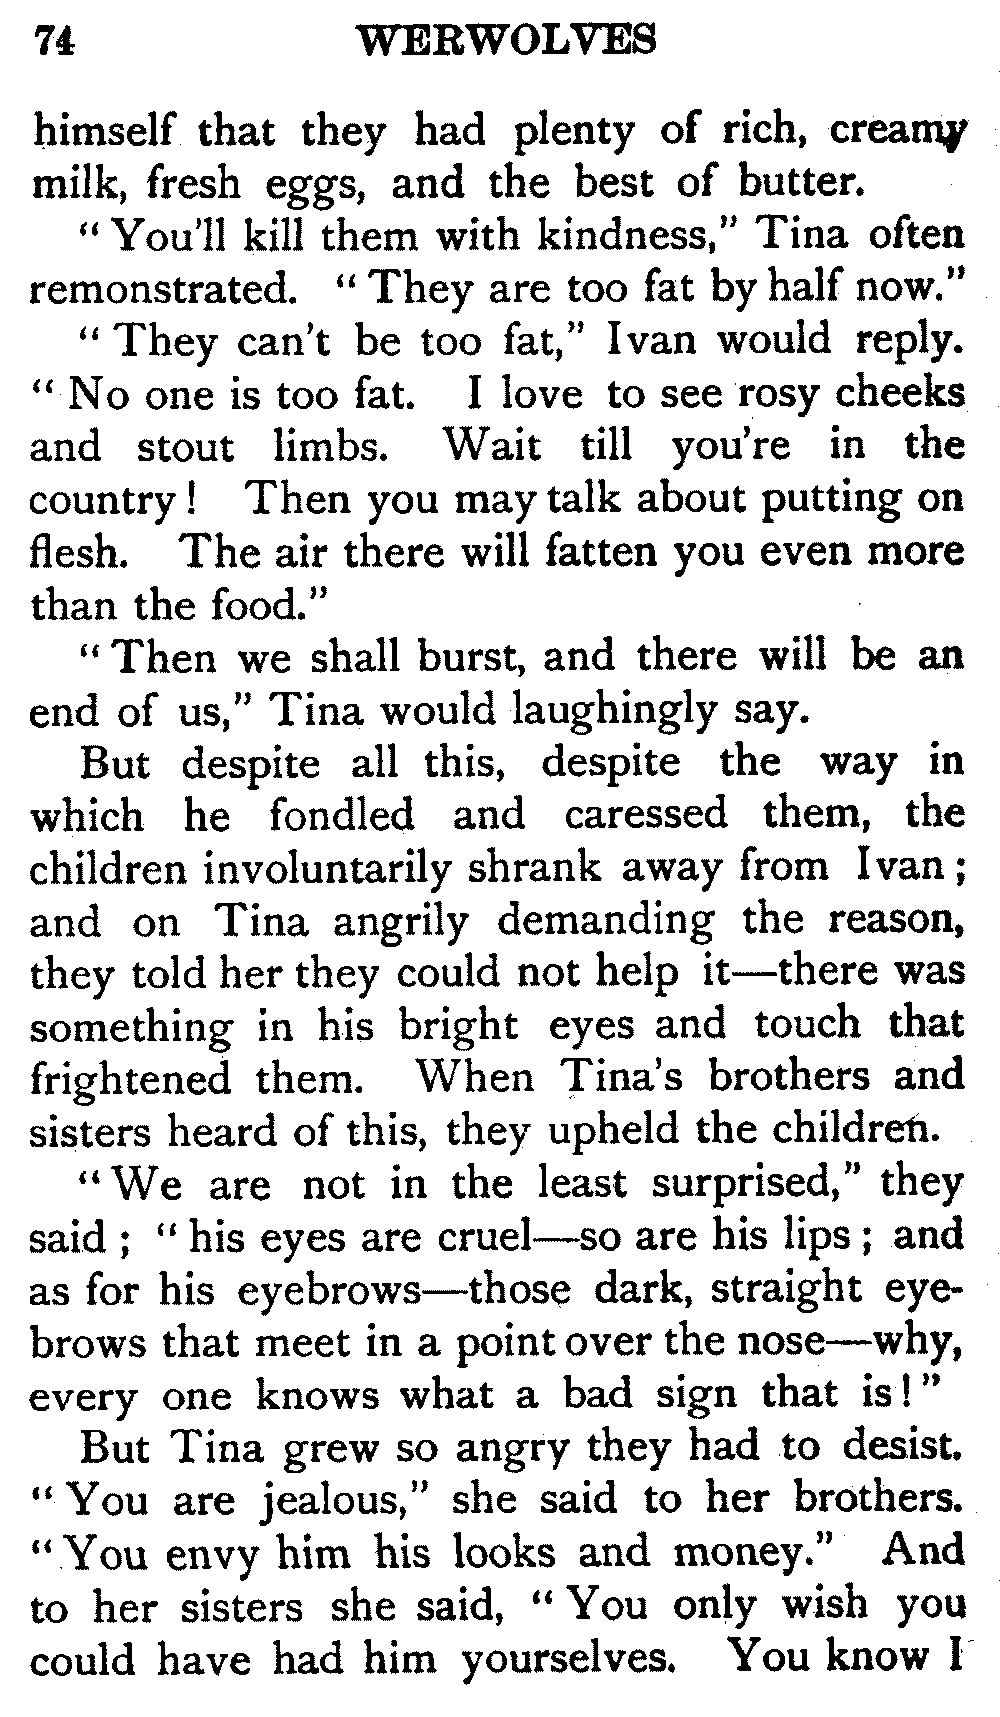 74 WERWOLVES
himself that they had plenty of rich, creamy
milk, fresh eggs, and the best of butter.
“ You'll kill them with kindness,” Tina often
remonstrated. “ They are too fat by half now.”
“ They can't be too fat,” Ivan would reply.
“ No one is too fat. I love to see rosy cheeks
and stout limbs. Wait till you're in the
country ! Then you may talk about putting on
flesh. The air there will fatten you even more
than the food.”
“ Then we shall burst, and there will be an
end of us,” Tina would laughingly say.
But despite all this, despite the way in
which he fondled and caressed them, the
children involuntarily shrank away from Ivan ;
and on Tina angrily demanding the reason,
they told her they could not help it—there was
something in his bright eyes and touch that
frightened them. When Tina's brothers and
sisters heard of this, they upheld the children.
“ We are not in the least surprised,” they
said ; “ his eyes are cruel—so are his lips ; and
as for his eyebrows—those dark, straight eye-
brows that meet in a point over the nose—why,
every one knows what a bad sign that is ! ”
But Tina grew so angry they had to desist.
“ You are jealous,” she said to her brothers.
“ You envy him his looks and money.” And
to her sisters she said, “ You only wish you
could have had him yourselves. You know I